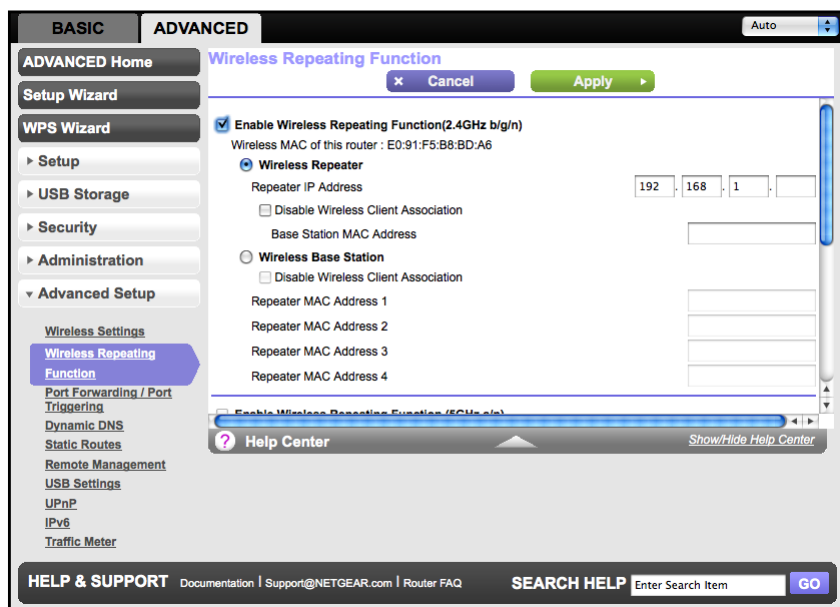 BASIC
ADVANCED
Auto
ADVANCED Home
Setup Wizard
WPS Wizard
Setup
USB Storage
Security
Administration
Advanced Setup
Wireless Settings
Wireless Repeating
Function
Port Forwarding / Port
Triggering
Dynamic DNS
Static Routes
Remote Management
USB Settings
UPnP
IPv6
Traffic Meter
Wireless Repeating Function
x Cancel
Apply
Enable Wireless Repeating Function(2.4GHz b/g/n)
Wireless MAC of this router : E0:91:F5:B8:BD:A6
Wireless Repeater
Repeater IP Address 192 . 168 . 1 .
Disable Wireless Client Association
Base Station MAC Address
Wireless Base Station
Disable Wireless Client Association
Repeater MAC Address 1
Repeater MAC Address 2
Repeater MAC Address 3
Repeater MAC Address 4
Enable Wireless Repeating Function (5GHz a/n)
? Help Center
Show/Hide Help Center
HELP & SUPPORT Documentation | Support@NETGEAR.com | Router FAQ
SEARCH HELP Enter Search Item GO